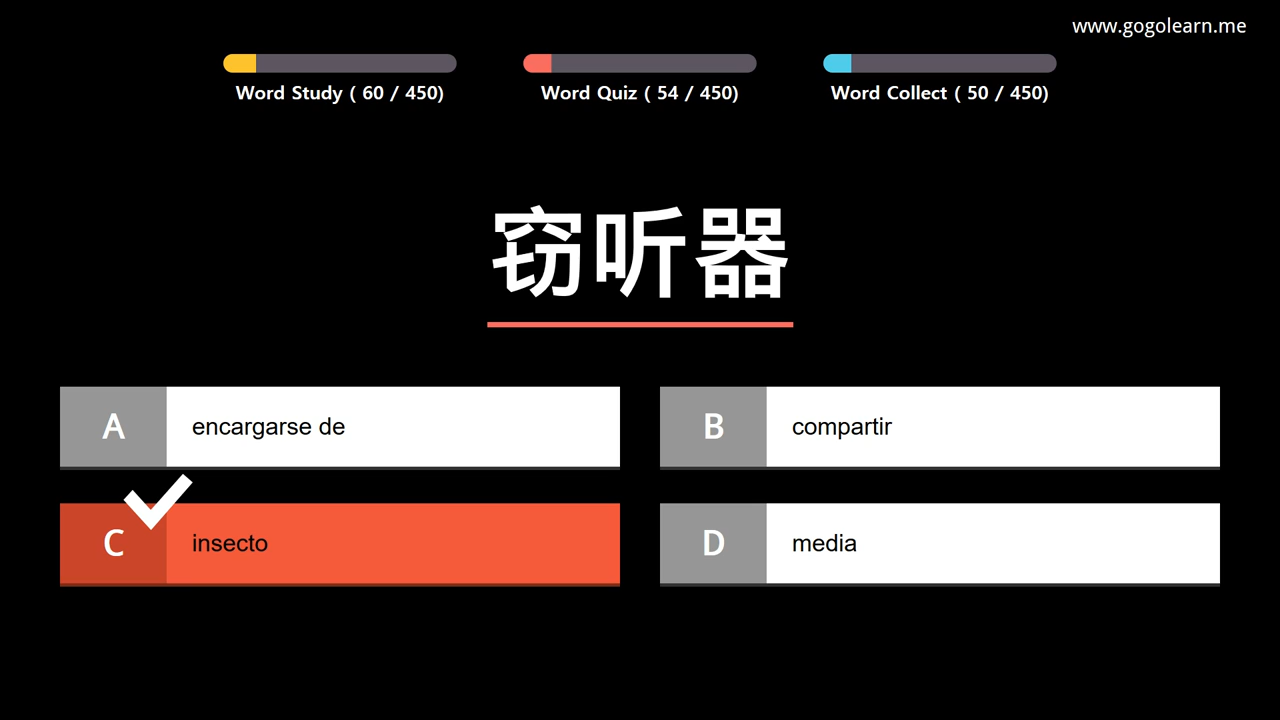 www.gogolearn.me
Word Study ( 60 / 450)
Word Quiz ( 54 / 450)
Word Collect ( 50 / 450)
窃听器
A encargarse de
B compartir
C insecto
D media